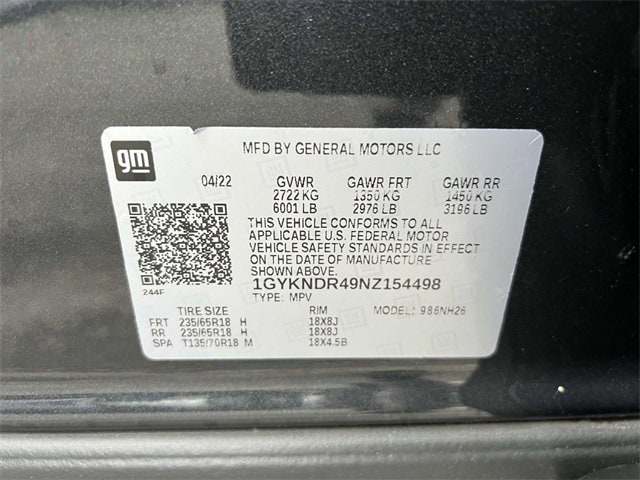 gm
MFD BY GENERAL MOTORS LLC
04/22 GVWR GAWR FRT GAWR RR
2722 KG 1350 KG 1450 KG
6001 LB 2976 LB 3196 LB
THIS VEHICLE CONFORMS TO ALL
APPLICABLE U.S. FEDERAL MOTOR
VEHICLE SAFETY STANDARDS IN EFFECT
ON THE DATE OF MANUFACTURE
SHOWN ABOVE.
1GYKNDR49NZ154498
244F TYPE: MPV
TIRE SIZE RIM MODEL: 986NH26
FRT 235/65R18 H 18X8J
RR 235/65R18 H 18X8J
SPA T135/70R18 M 18X4.5B